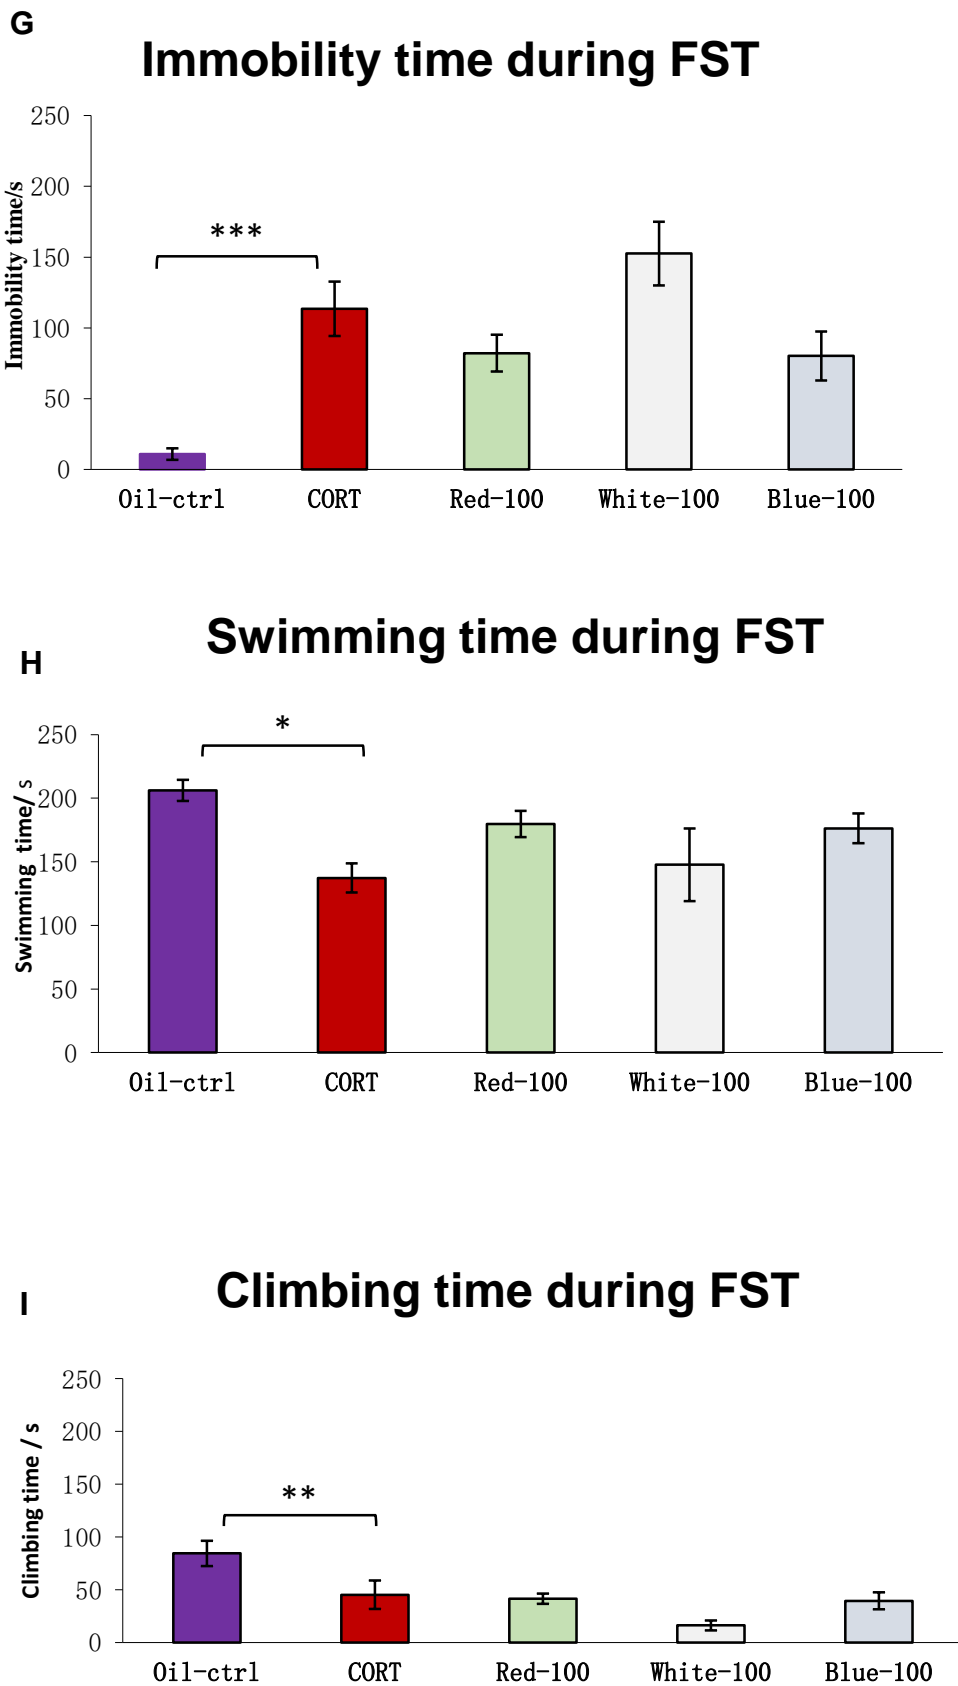 G
Immobility time during FST
250
200
150
100
50
0
Immobility time/s
***
Oil-ctrl CORT Red-100 White-100 Blue-100
Swimming time during FST
H
250
200
150
100
50
0
Swimming time/ s
*
Oil-ctrl CORT Red-100 White-100 Blue-100
Climbing time during FST
I
250
200
150
100
50
0
Climbing time / s
**
Oil-ctrl CORT Red-100 White-100 Blue-100